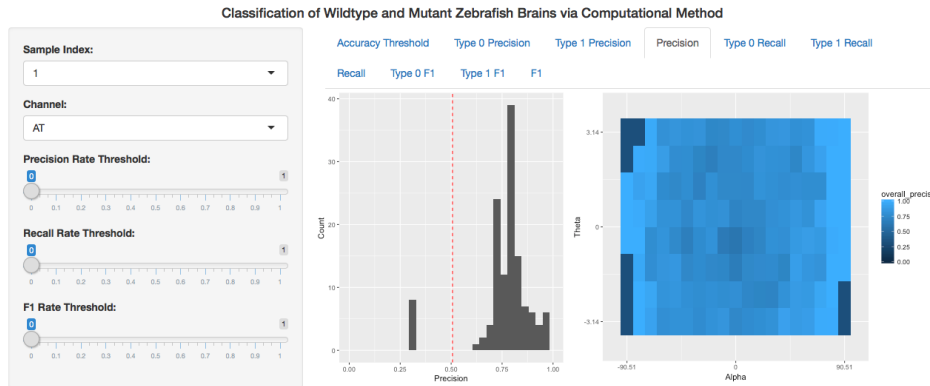 Classification of Wildtype and Mutant Zebrafish Brains via Computational Method
Sample Index:
1
Channel:
AT
Precision Rate Threshold:
0 1
0 0.1 0.2 0.3 0.4 0.5 0.6 0.7 0.8 0.9 1
Recall Rate Threshold:
0 1
0 0.1 0.2 0.3 0.4 0.5 0.6 0.7 0.8 0.9 1
F1 Rate Threshold:
0 1
0 0.1 0.2 0.3 0.4 0.5 0.6 0.7 0.8 0.9 1
Accuracy Threshold Type 0 Precision Type 1 Precision Precision Type 0 Recall Type 1 Recall
Recall Type 0 F1 Type 1 F1 F1
Count
40
30
20
10
0
0.00 0.25 0.50 0.75 1.00
Precision
Theta
3.14
0
-3.14
-90.51 0 90.51
Alpha
overall_precis
1.00
0.75
0.50
0.25
0.00